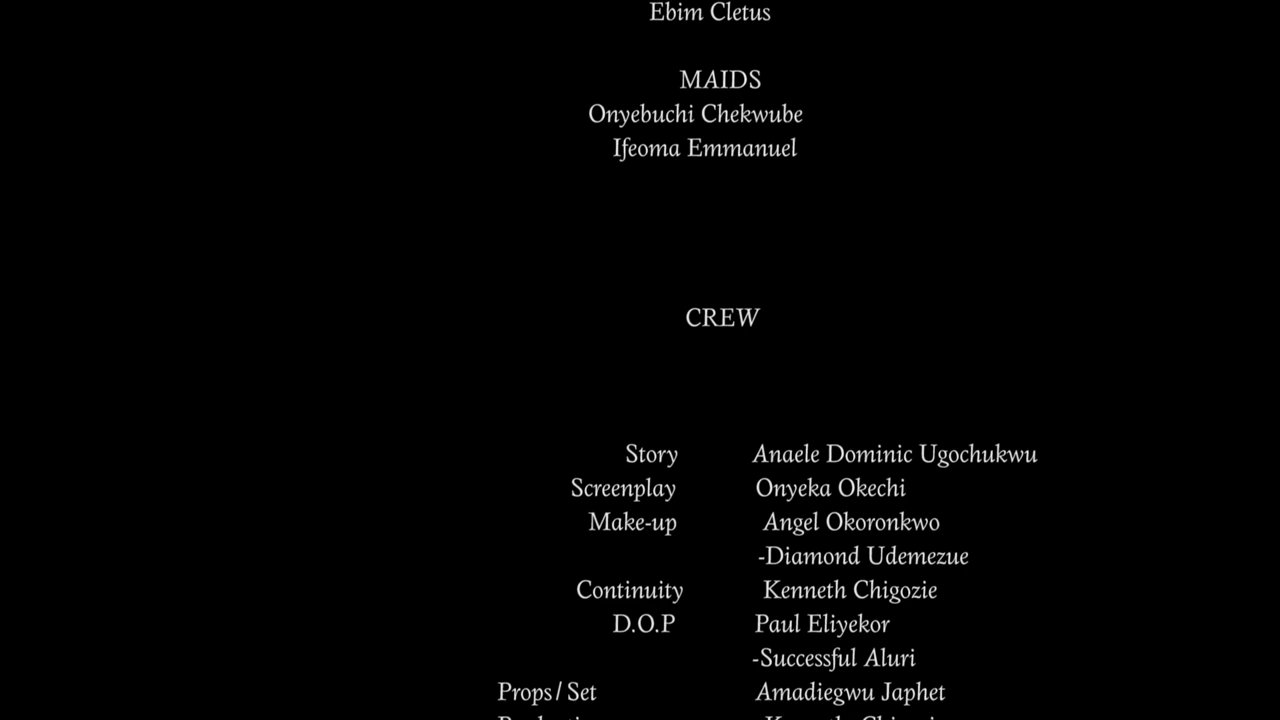 Ebim Cletus
MAIDS
Onyebuchi Chekwube
Ifeoma Emmanuel
CREW
Story Anaele Dominic Ugochukwu
Screenplay Onyeka Okechi
Make-up Angel Okoronkwo
-Diamond Udemezue
Continuity Kenneth Chigozie
D.O.P Paul Eliyekor
-Successful Aluri
Props/Set Amadiegwu Japhet